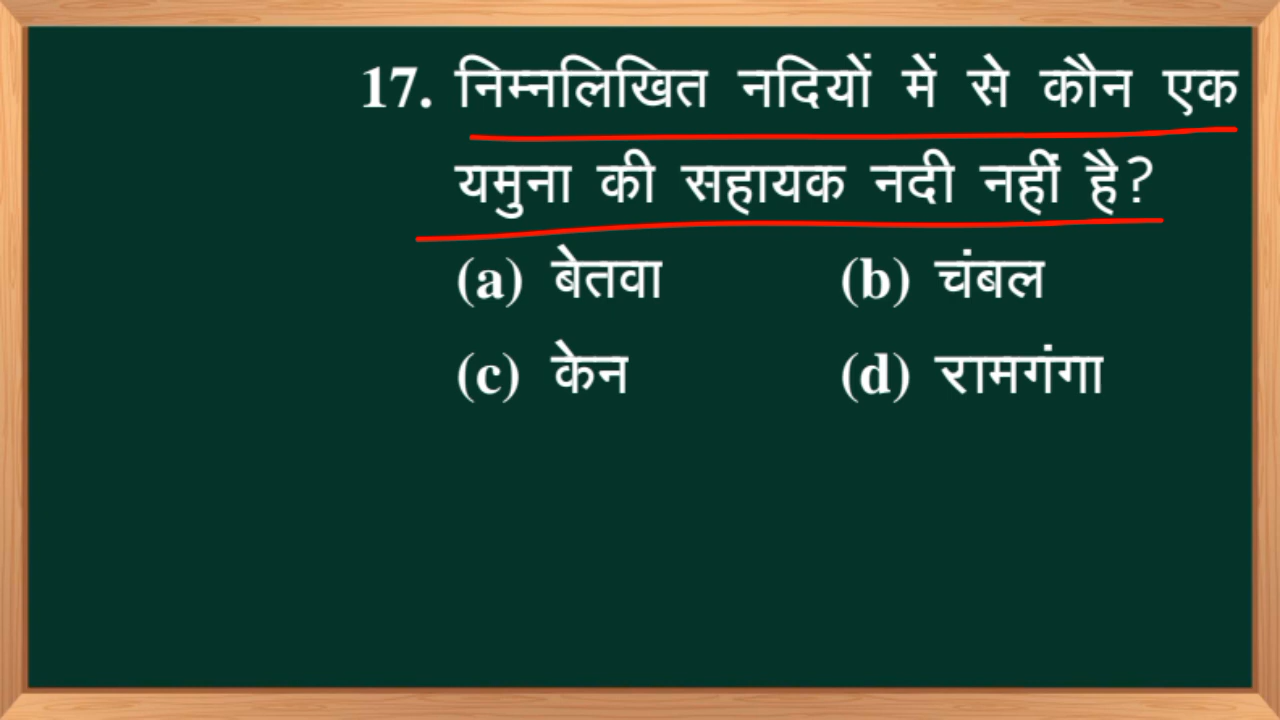 17. निम्नलिखित नदियों में से कौन एक
यमुना की सहायक नदी नहीं है?
(a) बेतवा (b) चंबल
(c) केन (d) रामगंगा